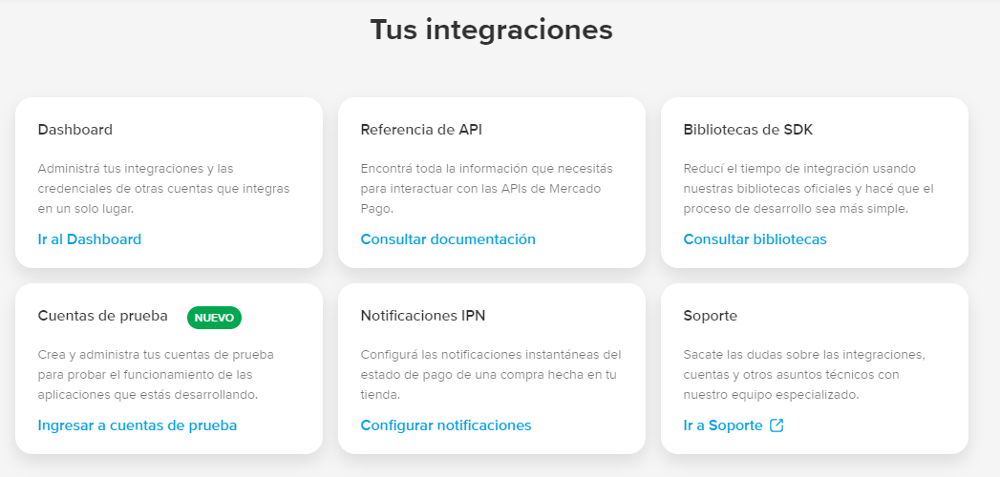 Tus integraciones
Dashboard
Administrá tus integraciones y las
credenciales de otras cuentas que integras
en un solo lugar.
Ir al Dashboard
Referencia de API
Encontrá toda la información que necesitás
para interactuar con las APIs de Mercado
Pago.
Consultar documentación
Bibliotecas de SDK
Reducí el tiempo de integración usando
nuestras bibliotecas oficiales y hacé que el
proceso de desarrollo sea más simple.
Consultar bibliotecas
Cuentas de prueba NUEVO
Crea y administra tus cuentas de prueba
para probar el funcionamiento de las
aplicaciones que estás desarrollando.
Ingresar a cuentas de prueba
Notificaciones IPN
Configurá las notificaciones instantáneas del
estado de pago de una compra hecha en tu
tienda.
Configurar notificaciones
Soporte
Sacate las dudas sobre las integraciones,
cuentas y otros asuntos técnicos con
nuestro equipo especializado.
Ir a Soporte